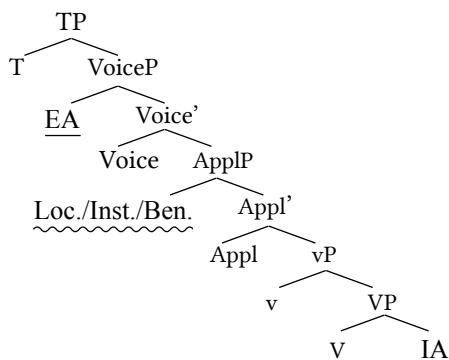 TP
T VoiceP
EA Voice’
Voice ApplP
Loc./Inst./Ben. Appl’
Appl vP
v VP
V IA